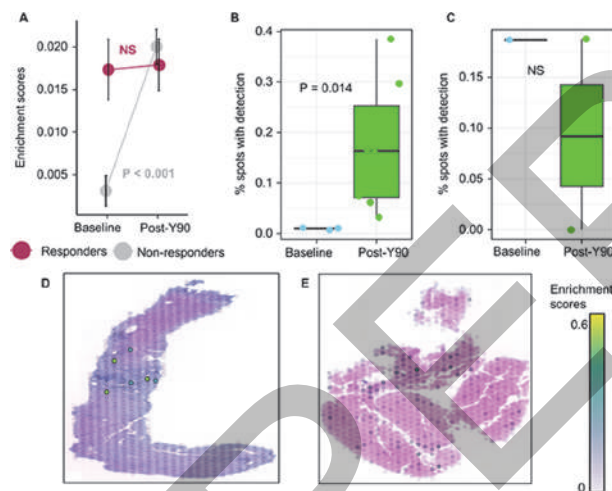 A
Enrichment scores
0.020
0.015
0.010
0.005
NS
P < 0.001
Baseline
Post-Y90
Responders
Non-responders
B
% spots with detection
0.4
0.3
0.2
0.1
0.0
P = 0.014
Baseline
Post-Y90
C
% spots with detection
0.15
0.10
0.05
0.00
NS
Baseline
Post-Y90
D
E
Enrichment
scores
0.6
0